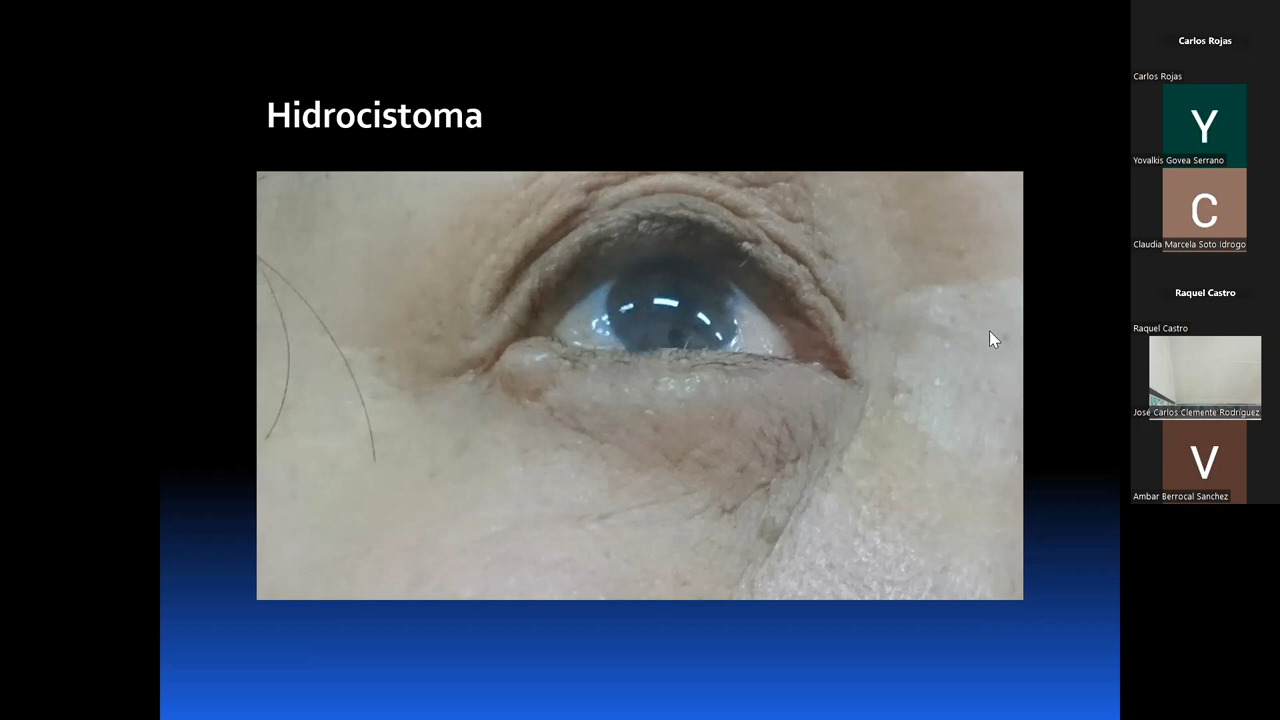 Hidrocistoma
Carlos Rojas
Carlos Rojas
Y
Yovalkis Govea Serrano
C
Claudia Marcela Soto Idrogo
Raquel Castro
Raquel Castro
José Carlos Clemente Rodríguez
V
Ambar Berrocal Sanchez